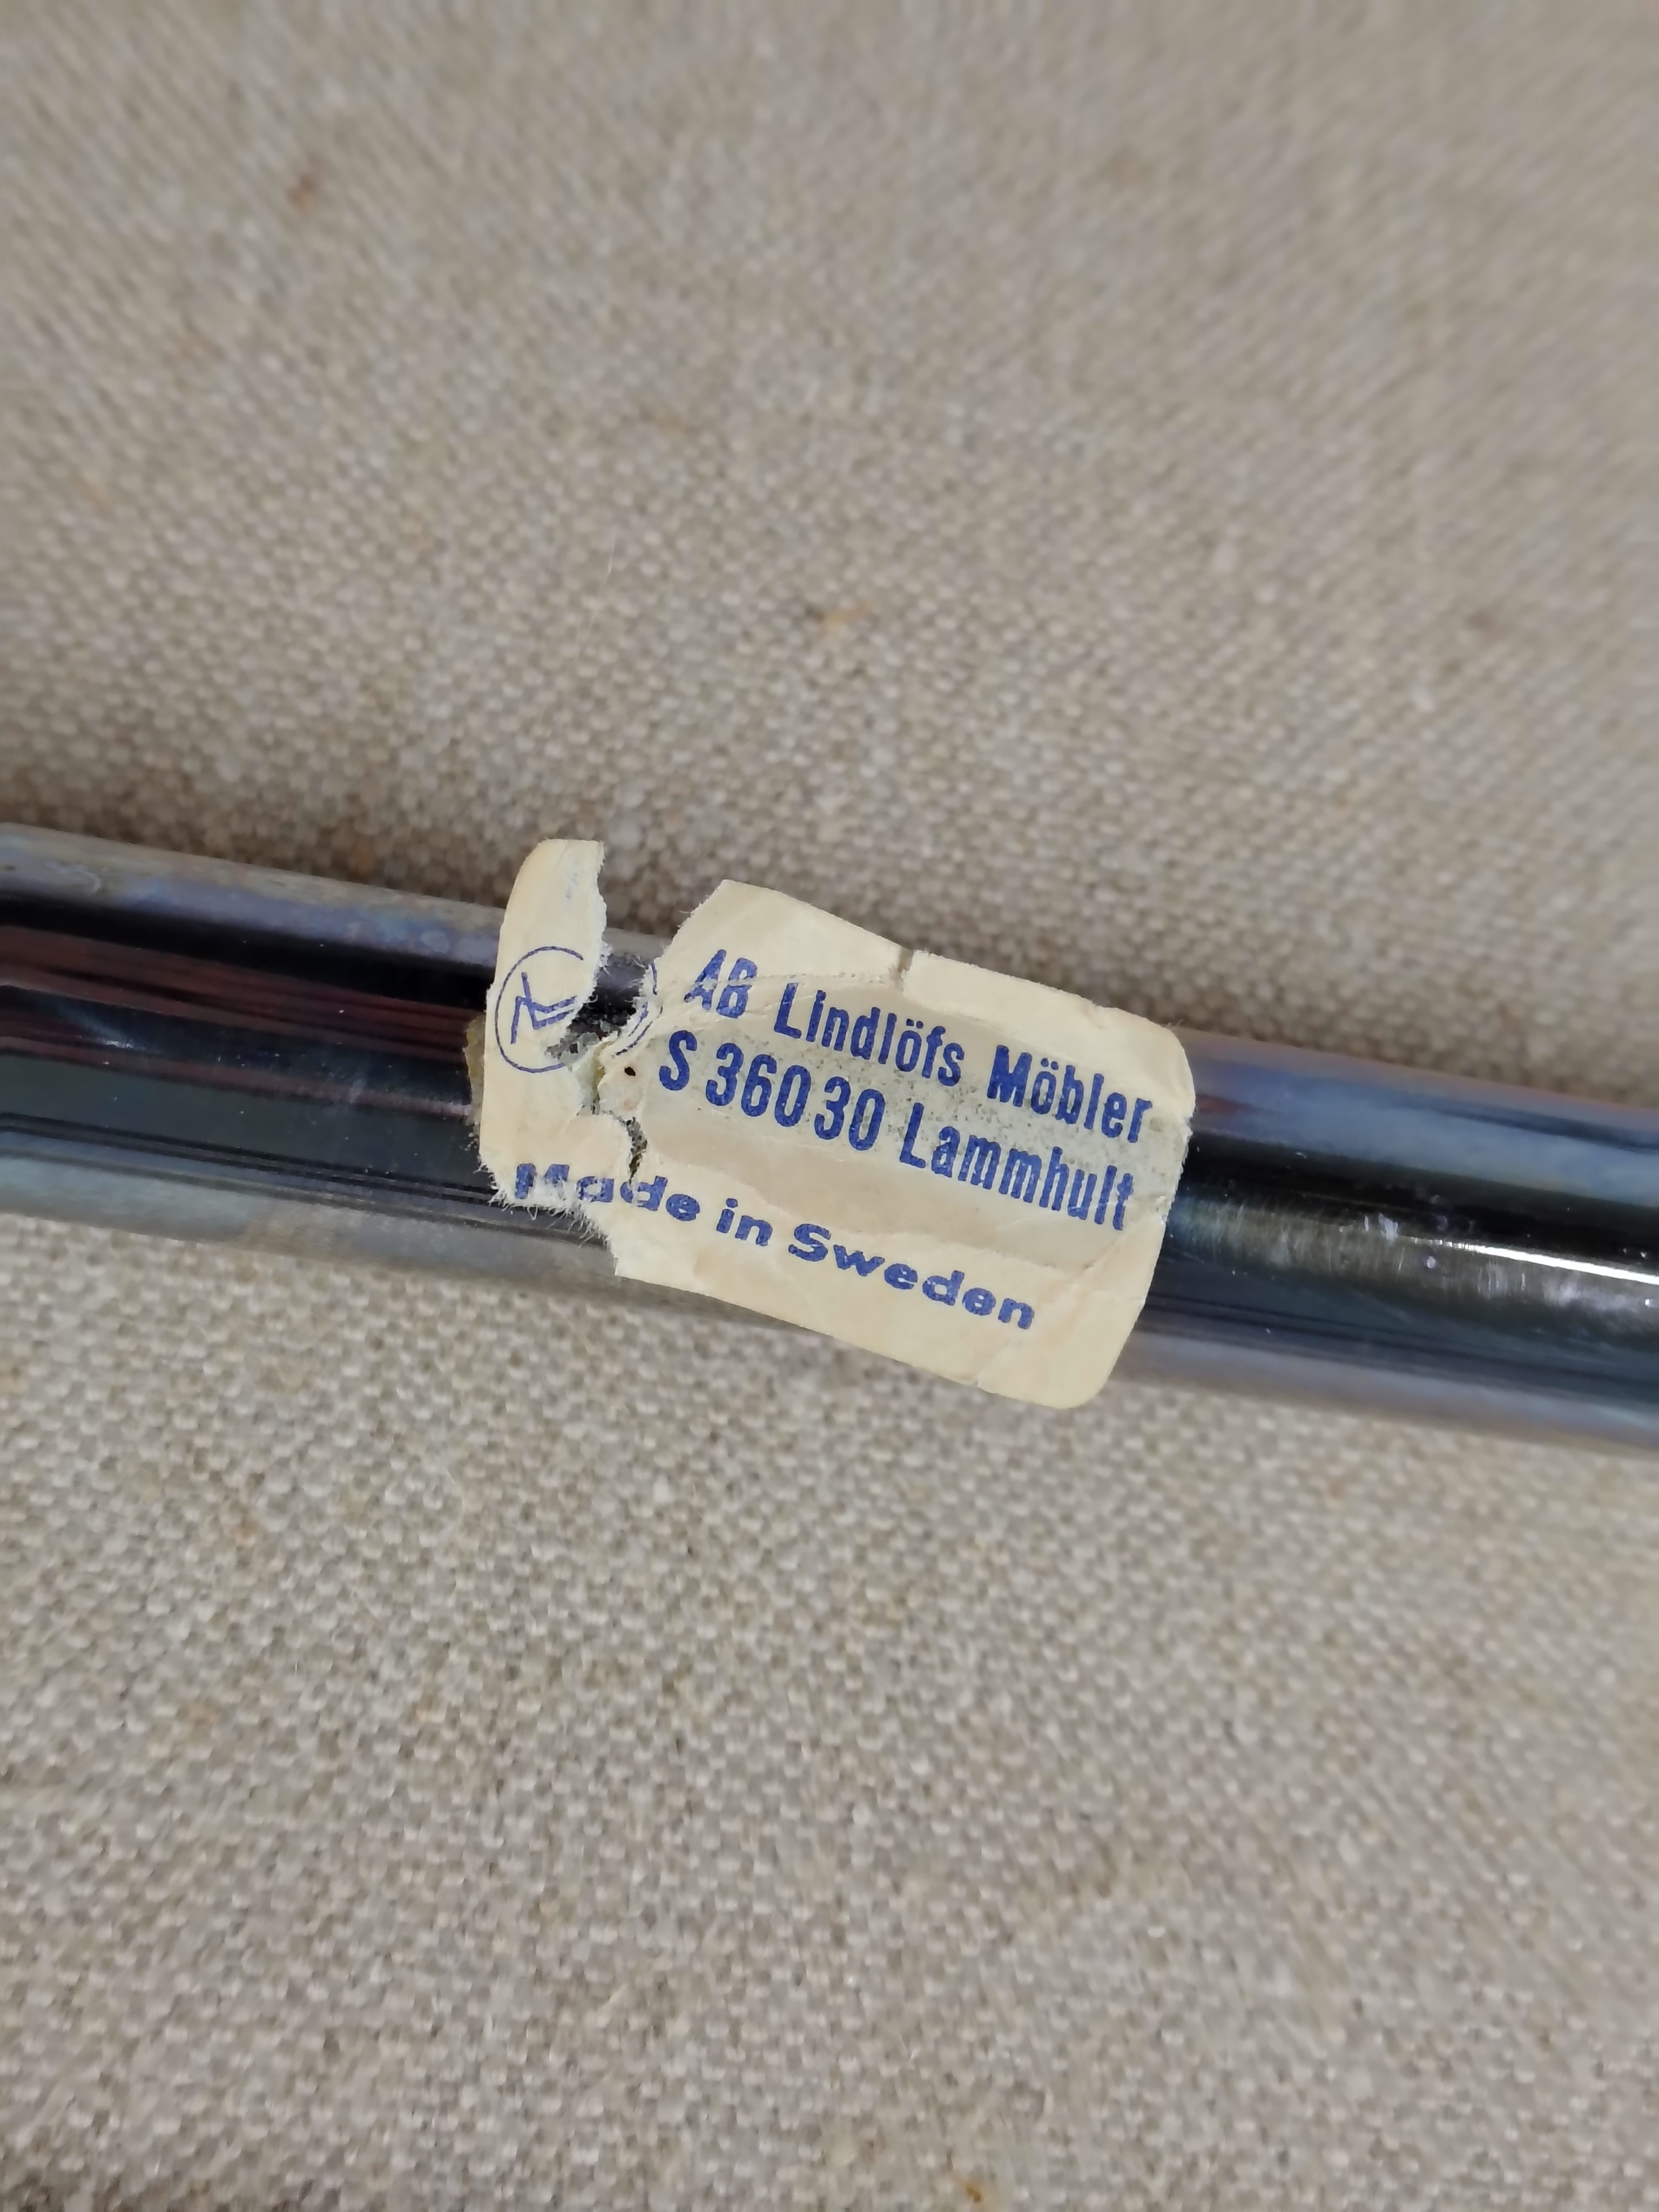 AB Lindlöfs Möbler
S 36030 Lammhult
Made in Sweden